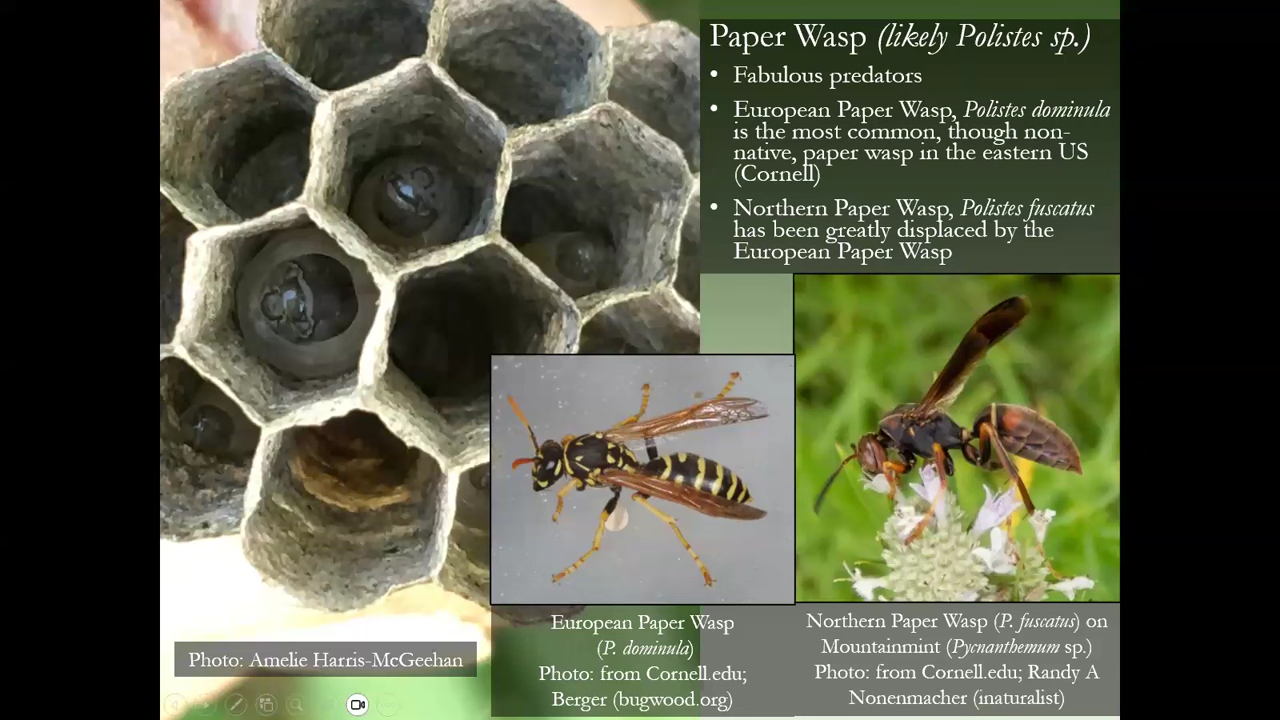 Paper Wasp (likely Polistes sp.)
• Fabulous predators
• European Paper Wasp, Polistes dominula
is the most common, though non-
native, paper wasp in the eastern US
(Cornell)
• Northern Paper Wasp, Polistes fuscatus
has been greatly displaced by the
European Paper Wasp
Photo: Amelie Harris-McGeehan
European Paper Wasp
(P. dominula)
Photo: from Cornell.edu;
Berger (bugwood.org)
Northern Paper Wasp (P. fuscatus) on
Mountainmint (Pycnanthemum sp.)
Photo: from Cornell.edu; Randy A
Nonenmacher (inaturalist)